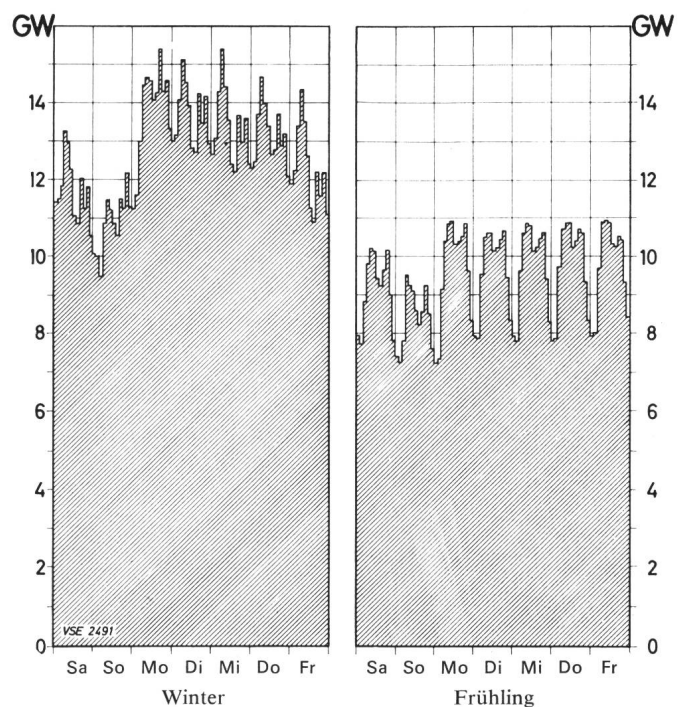 GW GW
14 14
12 12
10 10
8 8
6 6
4 4
2 2
VSE 2491
0 0
Sa So Mo Di Mi Do Fr Sa So Mo Di Mi Do Fr
Winter Frühling